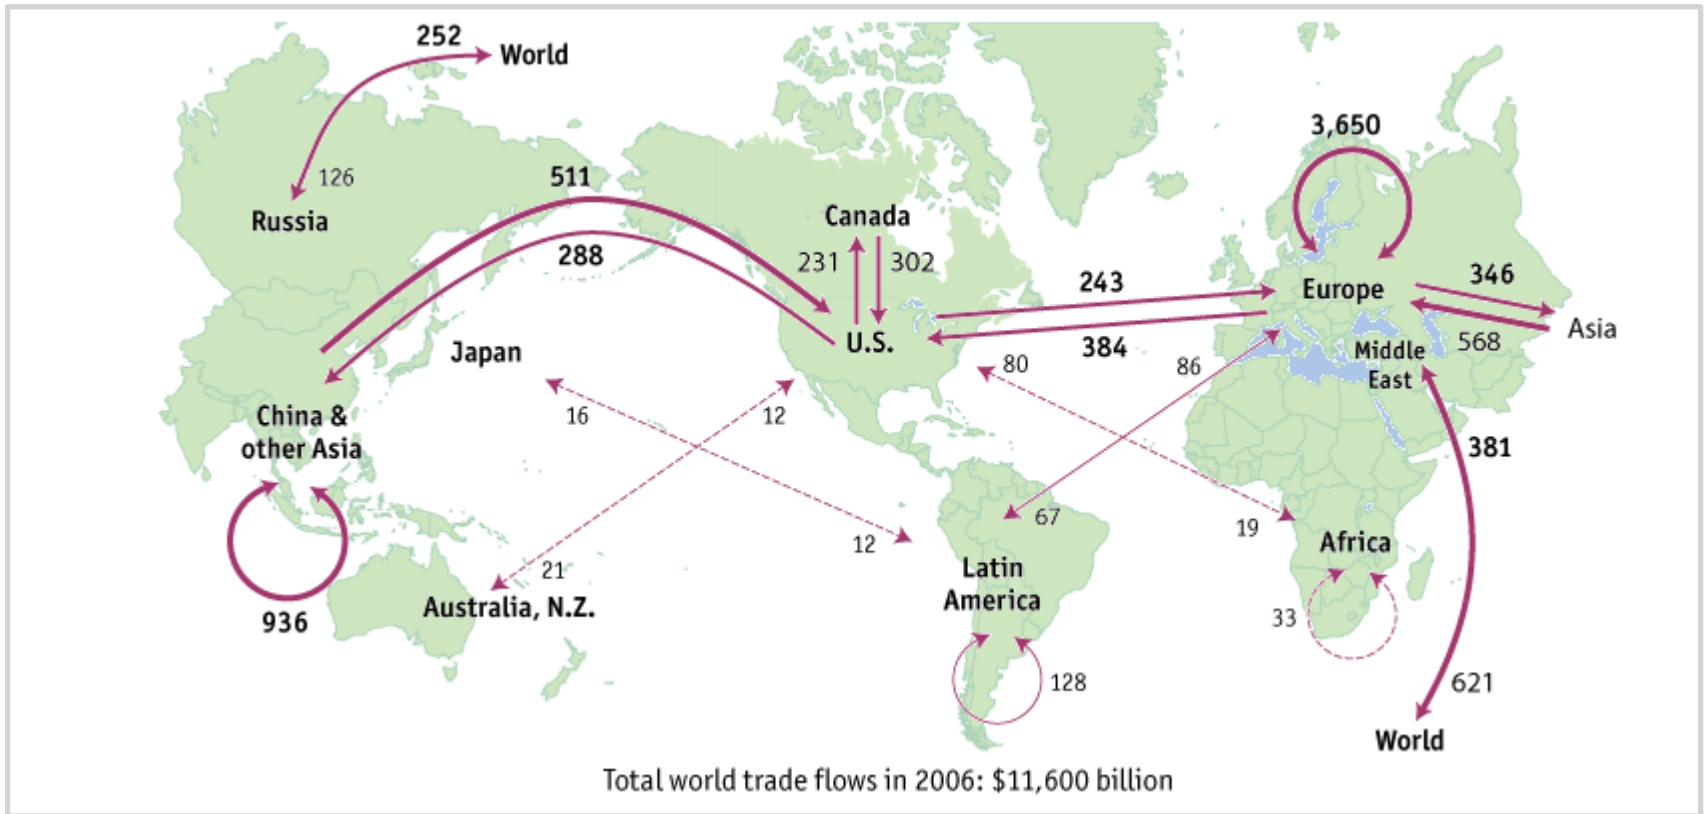 252
World
126
Russia
511
288
Canada
231
302
U.S.
Japan
China &
other Asia
936
16
12
12
21
Australia, N.Z.
243
384
80
86
67
19
Latin
America
128
3,650
Europe
346
Asia
568
Middle
East
381
Africa
33
621
World
Total world trade flows in 2006: $11,600 billion